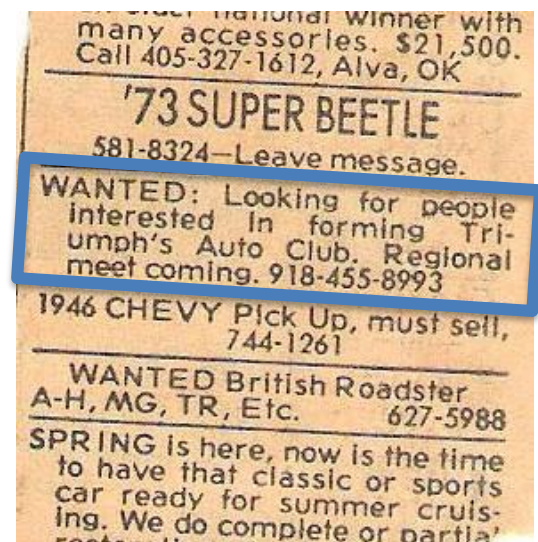 national winner with
many accessories. $21,500.
Call 405-327-1612, Alva, OK
'73 SUPER BEETLE
581-8324—Leave message.
WANTED: Looking for people
interested in forming Tri-
umph's Auto Club. Regional
meet coming. 918-455-8993
1946 CHEVY Pick Up, must sell,
744-1261
WANTED British Roadster
A-H, MG, TR, Etc. 627-5988
SPRING is here, now is the time
to have that classic or sports
car ready for summer cruis-
ing. We do complete or partial